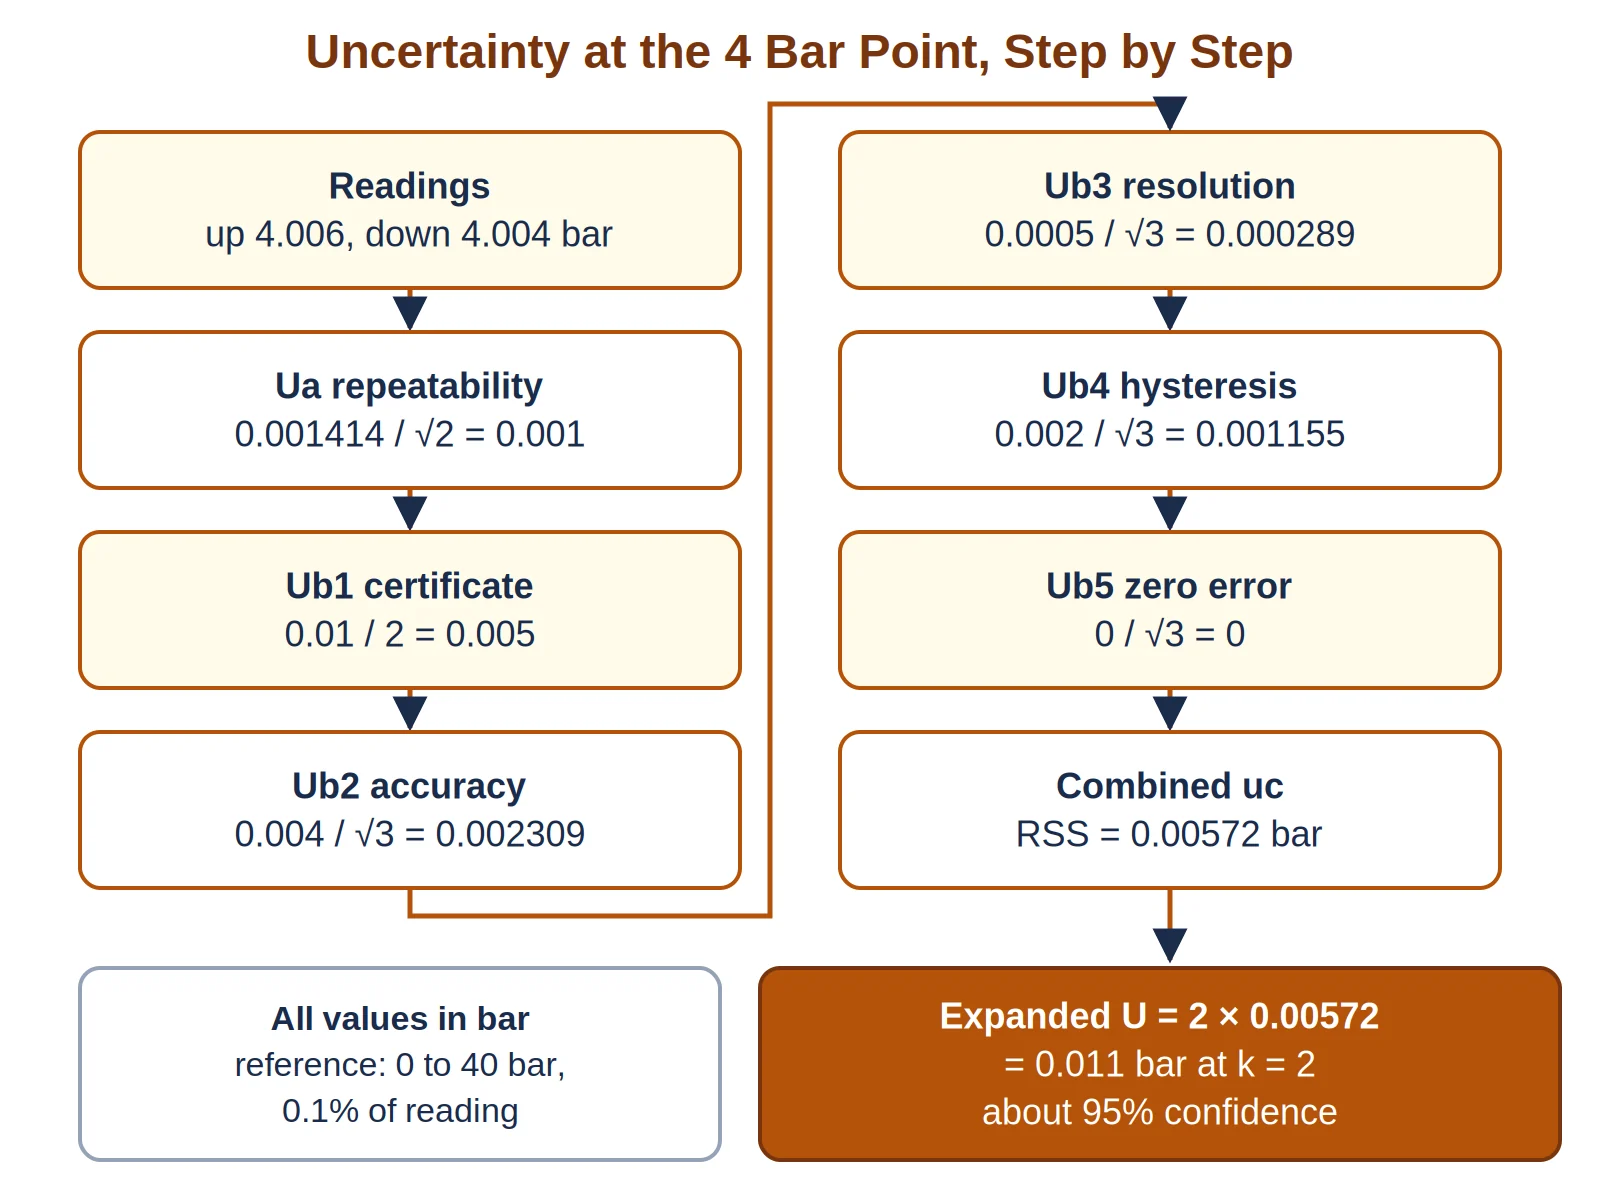 Uncertainty at the 4 Bar Point, Step by Step
Readings
up 4.006, down 4.004 bar
Ua repeatability
0.001414 / √2 = 0.001
Ub1 certificate
0.01 / 2 = 0.005
Ub2 accuracy
0.004 / √3 = 0.002309
Ub3 resolution
0.0005 / √3 = 0.000289
Ub4 hysteresis
0.002 / √3 = 0.001155
Ub5 zero error
0 / √3 = 0
Combined uc
RSS = 0.00572 bar
All values in bar
reference: 0 to 40 bar,
0.1% of reading
Expanded U = 2 × 0.00572
= 0.011 bar at k = 2
about 95% confidence